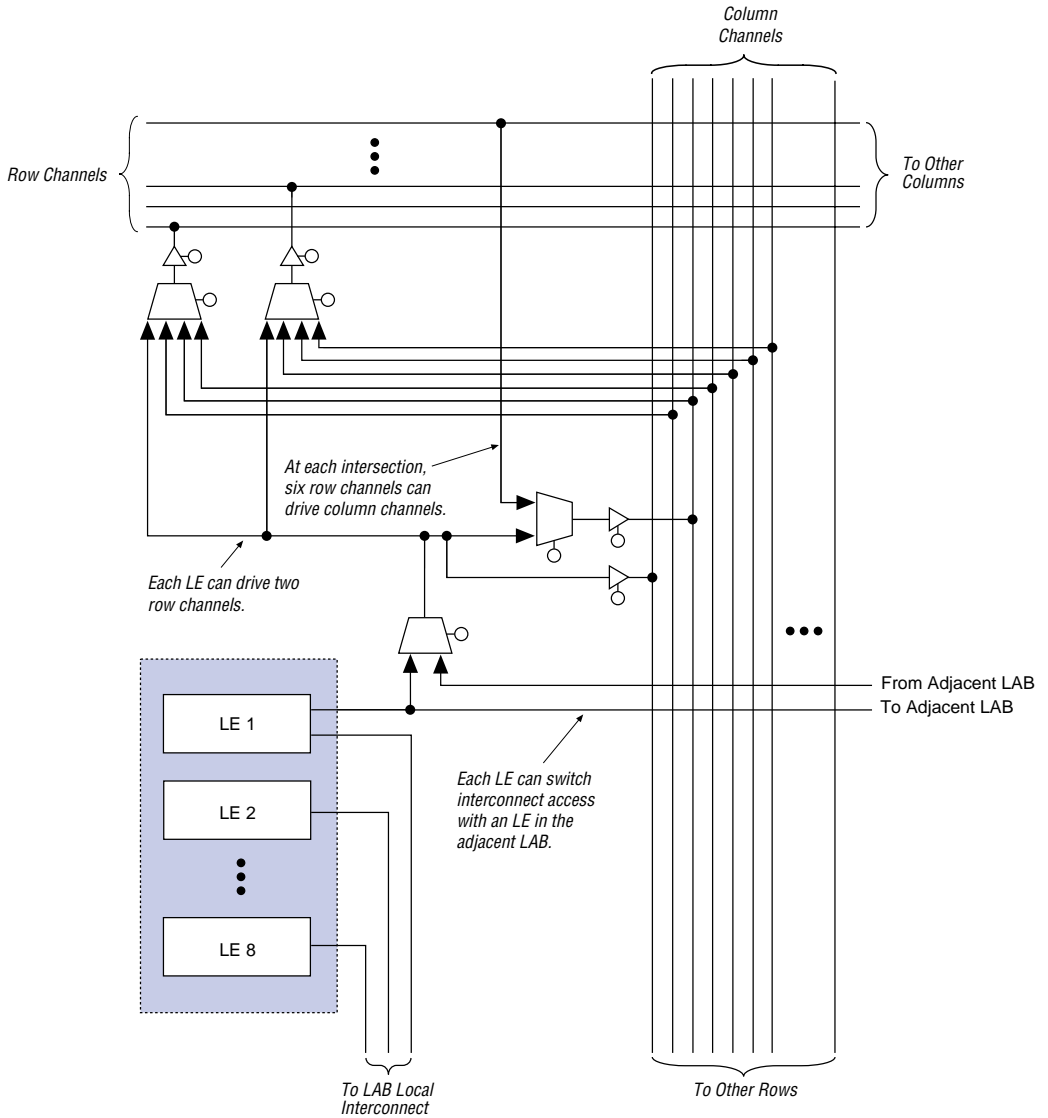 Column
Channels
Row Channels
To Other
Columns
At each intersection,
six row channels can
drive column channels.
Each LE can drive two
row channels.
From Adjacent LAB
To Adjacent LAB
LE 1
Each LE can switch
interconnect access
with an LE in the
adjacent LAB.
LE 2
LE 8
To LAB Local
Interconnect
To Other Rows